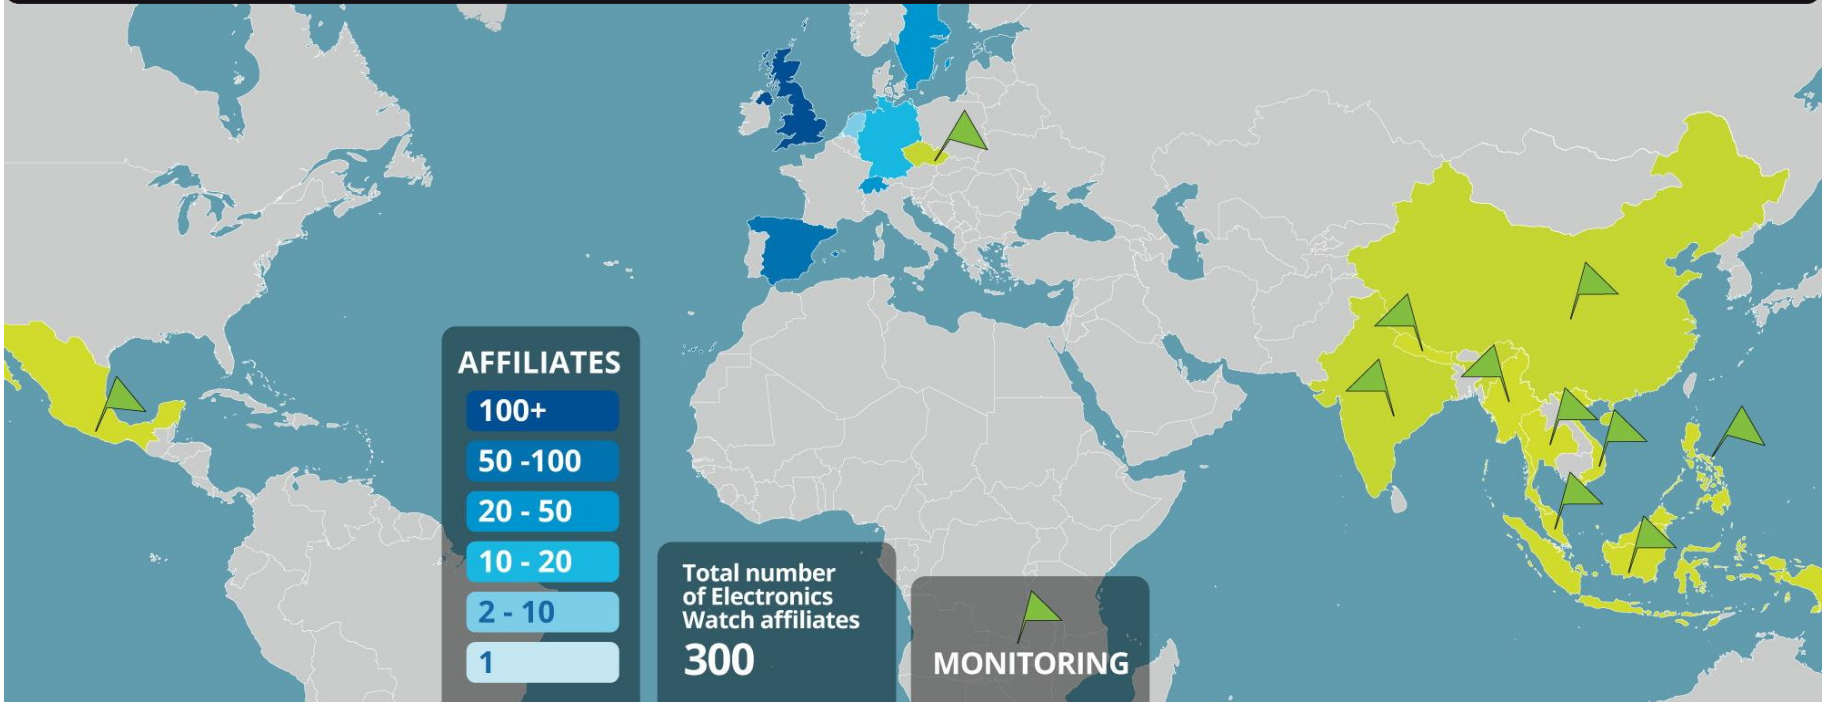 AFFILIATES
100+
50 -100
20 - 50
10 - 20
2 - 10
1
Total number
of Electronics
Watch affiliates
300
MONITORING